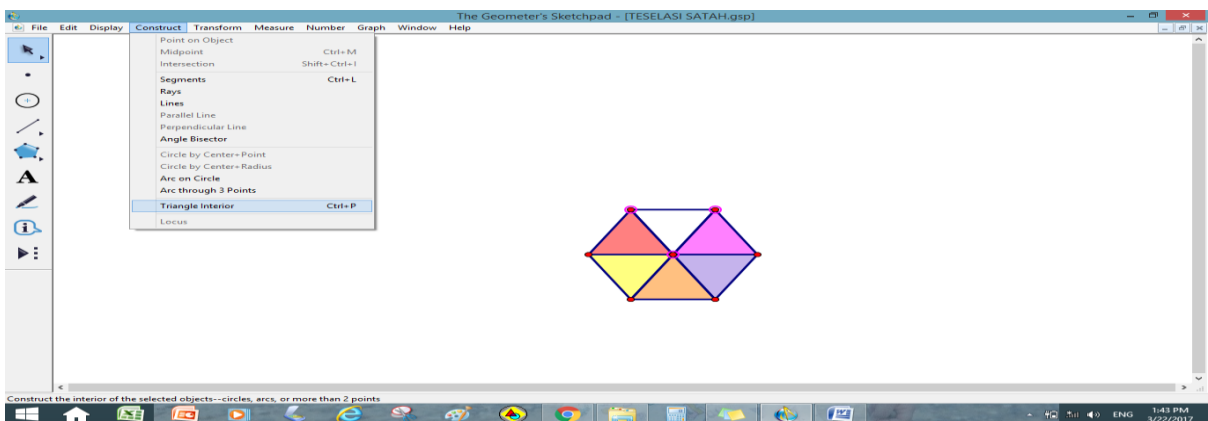 The Geometer's Sketchpad - [TESELASI SATAH.gsp]
File Edit Display Construct Transform Measure Number Graph Window Help
Point on Object
Midpoint Ctrl+M
Intersection Shift+Ctrl+I
Segments Ctrl+L
Rays
Lines
Parallel Line
Perpendicular Line
Angle Bisector
Circle by Center+Point
Circle by Center+Radius
Arc on Circle
Arc through 3 Points
Triangle Interior Ctrl+P
Locus
A
Construct the interior of the selected objects--circles, arcs, or more than 2 points
ENG
1:43 PM
3/22/2017